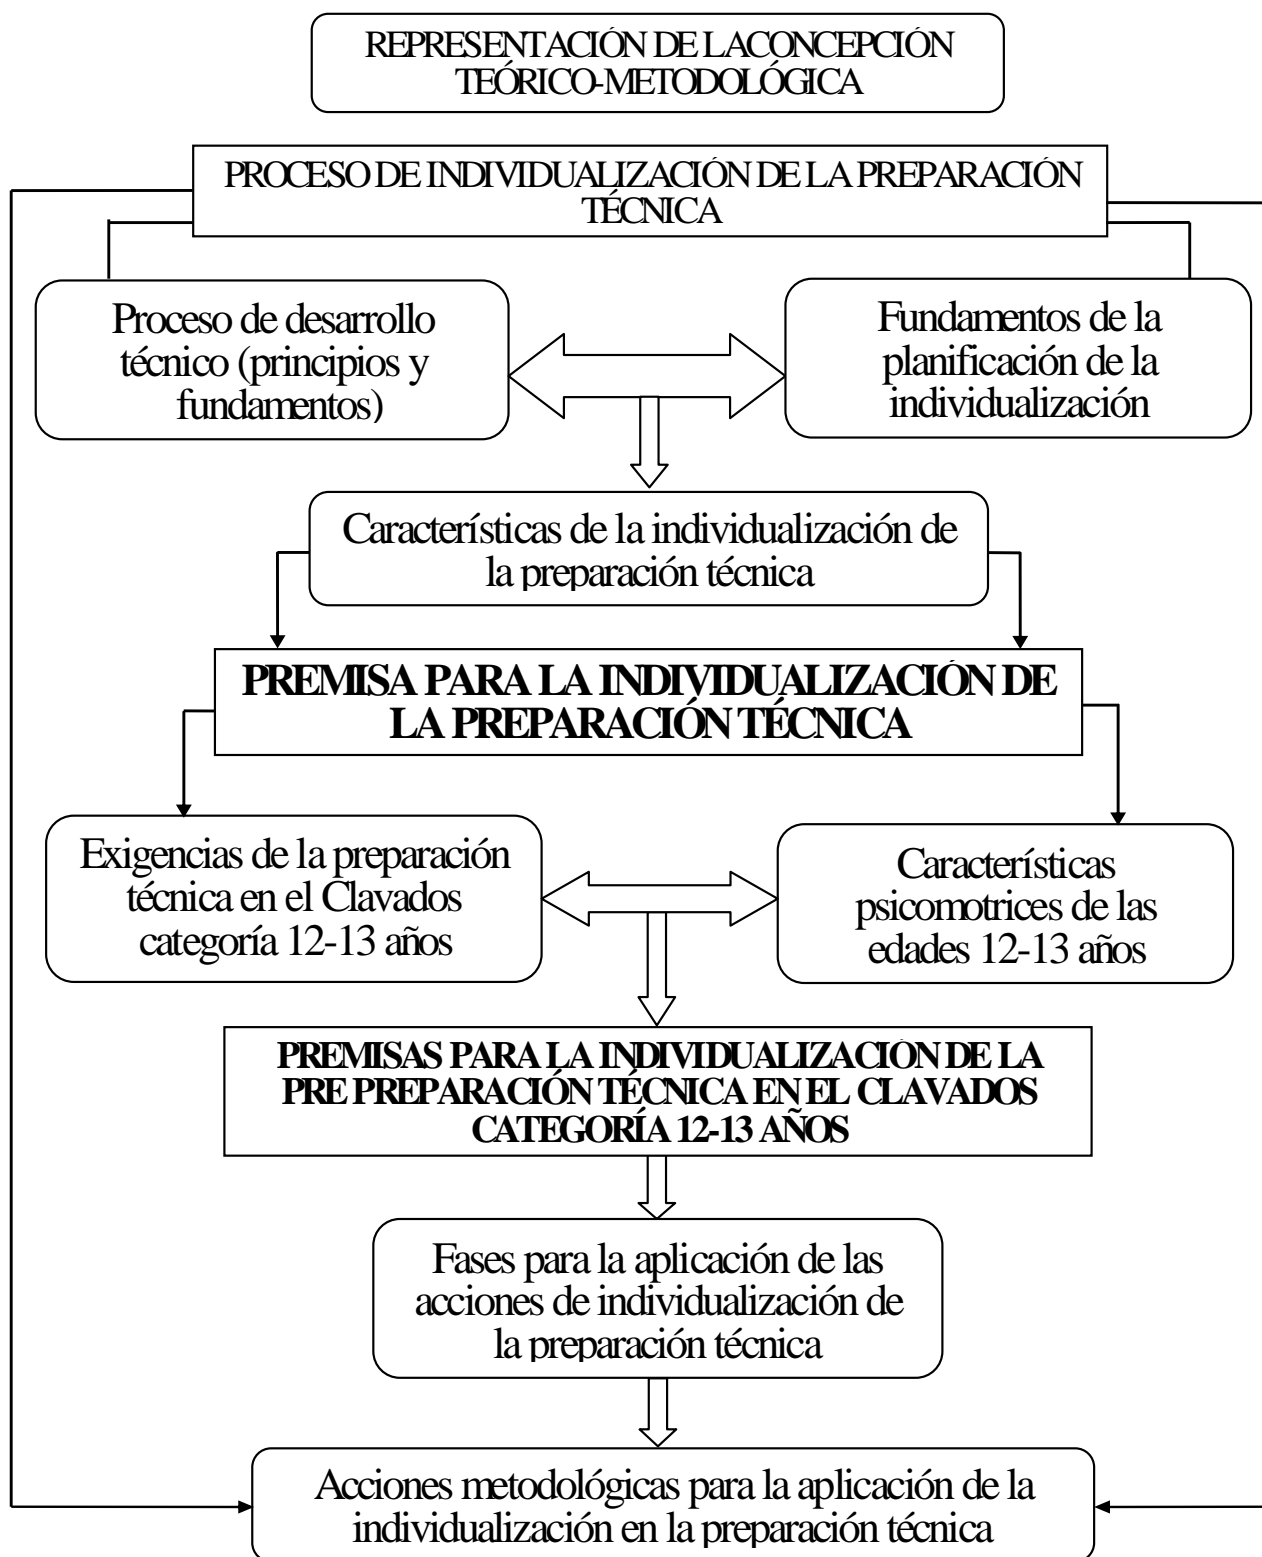 REPRESENTACIÓN DE LACONCEPCIÓN
TEÓRICO-METODOLÓGICA
PROCESO DE INDIVIDUALIZACIÓN DE LA PREPARACIÓN
TÉCNICA
Proceso de desarrollo
técnico (principios y
fundamentos)
Fundamentos de la
planificación de la
individualización
Características de la individualización de
la preparación técnica
PREMISA PARA LA INDIVIDUALIZACIÓN DE
LA PREPARACIÓN TÉCNICA
Exigencias de la preparación
técnica en el Clavados
categoría 12-13 años
Características
psicomotrices de las
edades 12-13 años
PREMISAS PARA LA INDIVIDUALIZACIÓN DE LA
PRE PREPARACIÓN TÉCNICA EN EL CLAVADOS
CATEGORÍA 12-13 AÑOS
Fases para la aplicación de las
acciones de individualización de
la preparación técnica
Acciones metodológicas para la aplicación de la
individualización en la preparación técnica